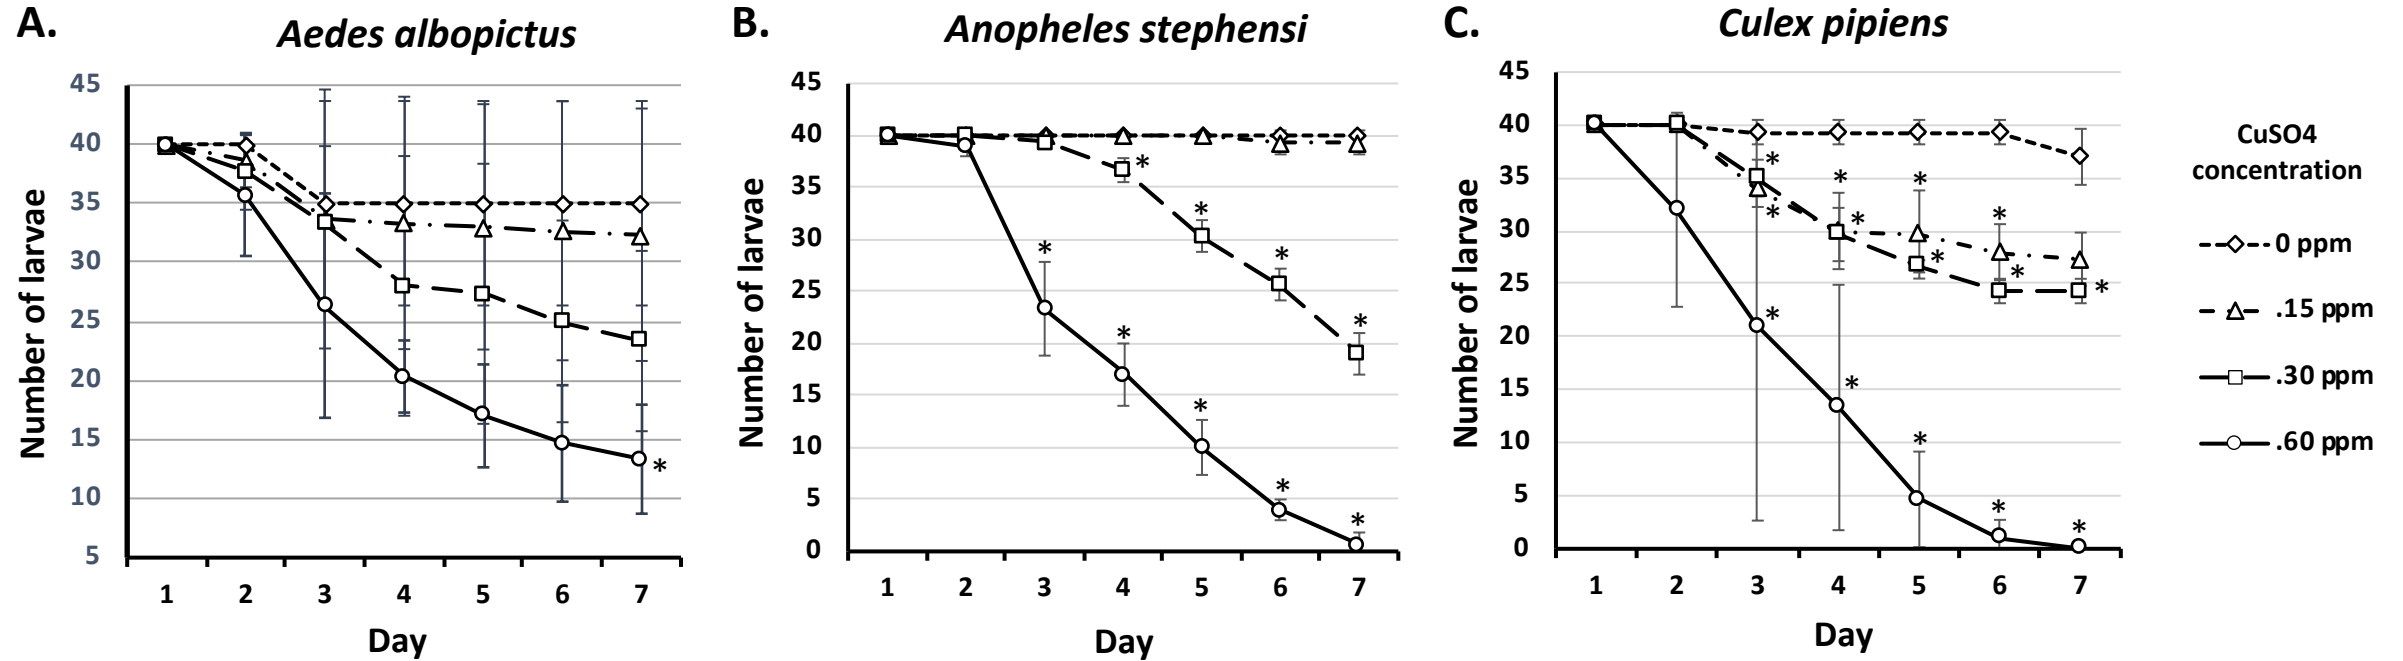 A.
Aedes albopictus
45
40
35
30
25
20
15
10
5
Number of larvae
*
1 2 3 4 5 6 7
Day
B.
Anopheles stephensi
45
40
35
30
25
20
15
10
5
0
Number of larvae
* * * *
* * * * *
1 2 3 4 5 6 7
Day
C.
Culex pipiens
45
40
35
30
25
20
15
10
5
0
Number of larvae
* * * *
* * * * *
* * * * *
1 2 3 4 5 6 7
Day
CuSO4
concentration
0 ppm
.15 ppm
.30 ppm
.60 ppm